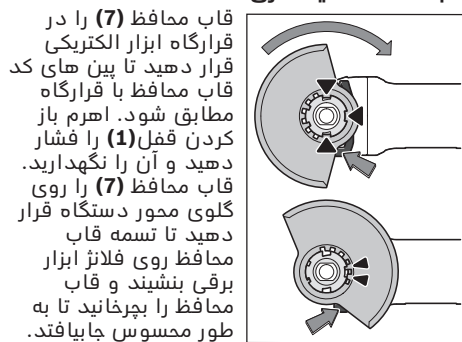 قاب محافظ (7) را در
قرارگاه ابزار الکتریکی
قرار دهید تا پین های کد
قاب محافظ با قرارگاه
مطابق شود. اهرم باز
کردن قفل(1) را فشار
دهید و آن را نگهدارید.
قاب محافظ (7) را روی
گلوی محور دستگاه قرار
دهید تا تسمه قاب
محافظ روی فلانژ ابزار
برقی بنشیند و قاب
محافظ را بچرخانید تا به
طور محسوس جابیافتد.